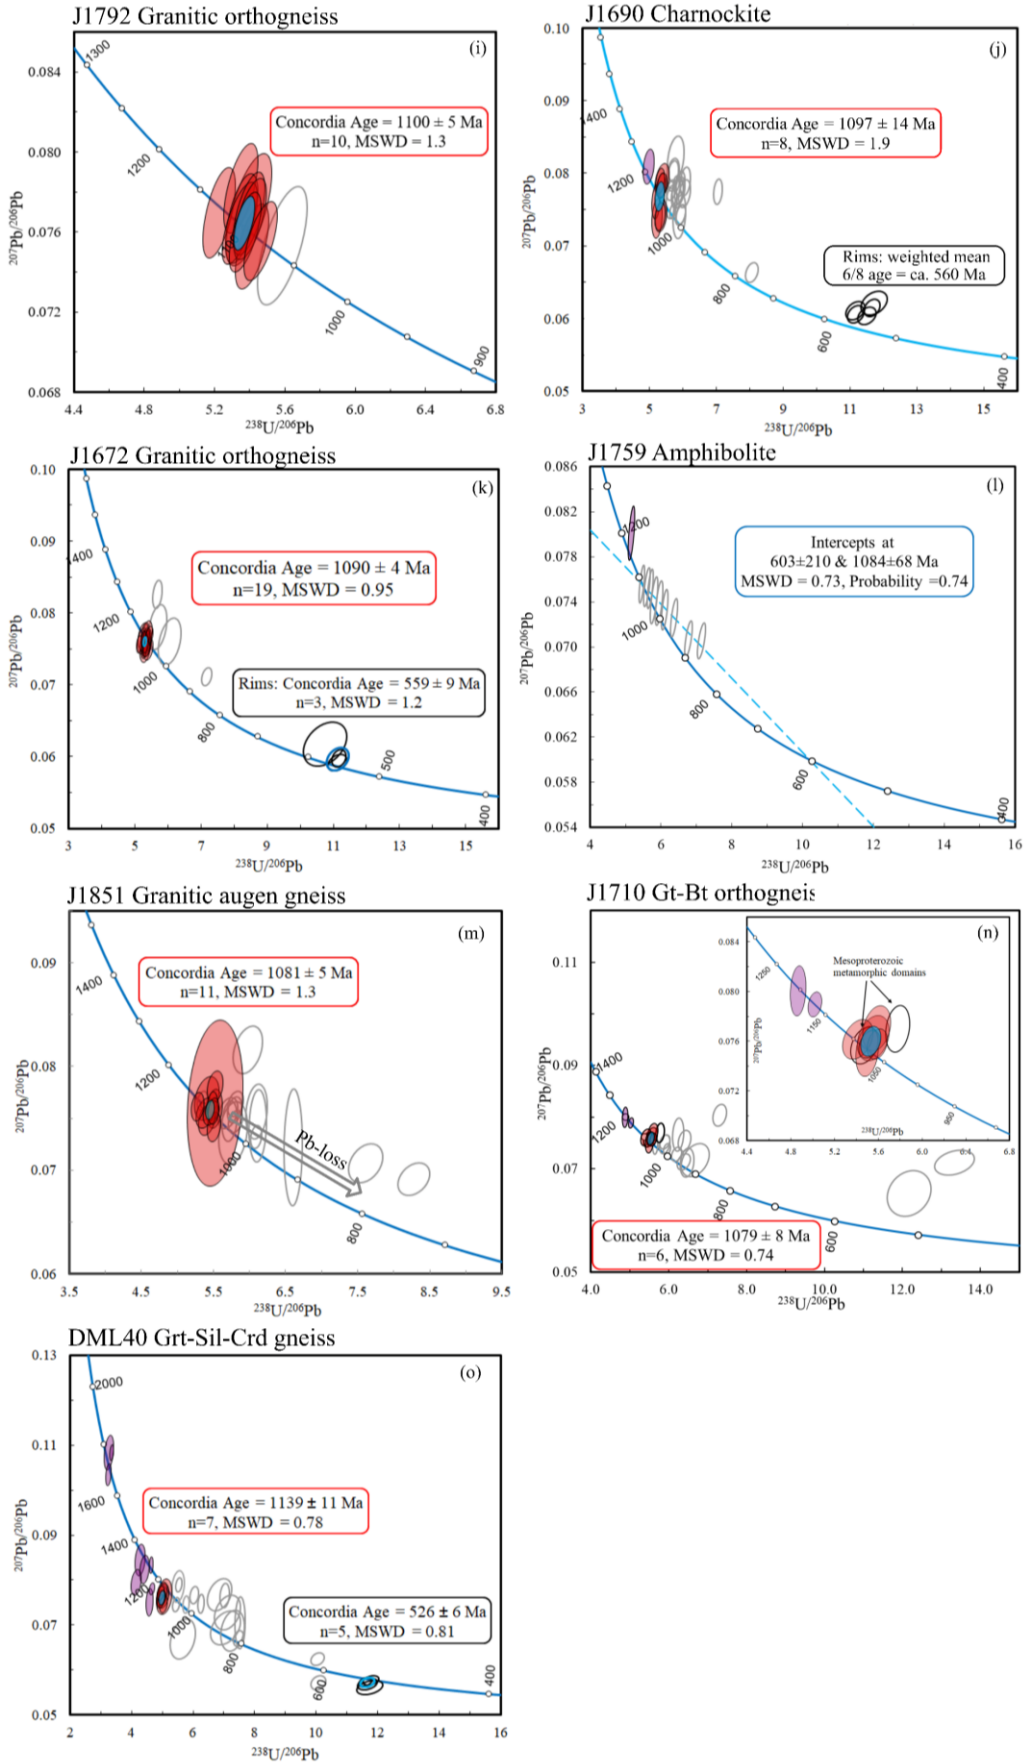 J1792 Granitic orthogneiss
(i)
1300
0.084
Concordia Age = 1100 ± 5 Ma
n=10, MSWD = 1.3
0.080
1200
207Pb/206Pb
0.076
0.072
1000
900
0.068
4.4 4.8 5.2 5.6 6.0 6.4 6.8
238U/206Pb
J1690 Charnockite
0.10
(j)
0.09
1400
Concordia Age = 1097 ± 14 Ma
n=8, MSWD = 1.9
0.08
1200
207Pb/206Pb
0.07
1000
Rims: weighted mean
6/8 age = ca. 560 Ma
800
0.06
600
400
0.05
3 5 7 9 11 13 15
238U/206Pb
J1672 Granitic orthogneiss
0.10
(k)
0.09
1400
Concordia Age = 1090 ± 4 Ma
n=19, MSWD = 0.95
0.08
1200
207Pb/206Pb
0.07
1000
Rims: Concordia Age = 559 ± 9 Ma
n=3, MSWD = 1.2
800
0.06
500
400
0.05
3 5 7 9 11 13 15
238U/206Pb
J1759 Amphibolite
0.086
(l)
0.082
1200
Intercepts at
603±210 & 1084±68 Ma
MSWD = 0.73, Probability =0.74
0.078
0.074
1000
207Pb/206Pb
0.070
0.066
800
0.062
600
0.058
400
0.054
4 6 8 10 12 14 16
238U/206Pb
J1851 Granitic augen gneiss
(m)
0.09
1400
Concordia Age = 1081 ± 5 Ma
n=11, MSWD = 1.3
0.08
1200
207Pb/206Pb
Pb-loss
1000
0.07
800
0.06
3.5 4.5 5.5 6.5 7.5 8.5 9.5
238U/206Pb
J1710 Gt-Bt orthogneis
(n)
0.084
1250
Mesoproterozoic
metamorphic domains
0.080
1150
207Pb/206Pb
0.076
1050
0.072
950
238U/206Pb
0.068
4.4 4.8 5.2 5.6 6.0 6.4 6.8
0.11
0.09
1400
207Pb/206Pb
1200
0.07
1000
800
600
Concordia Age = 1079 ± 8 Ma
n=6, MSWD = 0.74
0.05
4.0 6.0 8.0 10.0 12.0 14.0
238U/206Pb
DML40 Grt-Sil-Crd gneiss
0.13
(o)
2000
0.11
1600
Concordia Age = 1139 ± 11 Ma
n=7, MSWD = 0.78
0.09
1400
207Pb/206Pb
1200
1000
Concordia Age = 526 ± 6 Ma
n=5, MSWD = 0.81
0.07
800
600
400
0.05
2 4 6 8 10 12 14 16
238U/206Pb